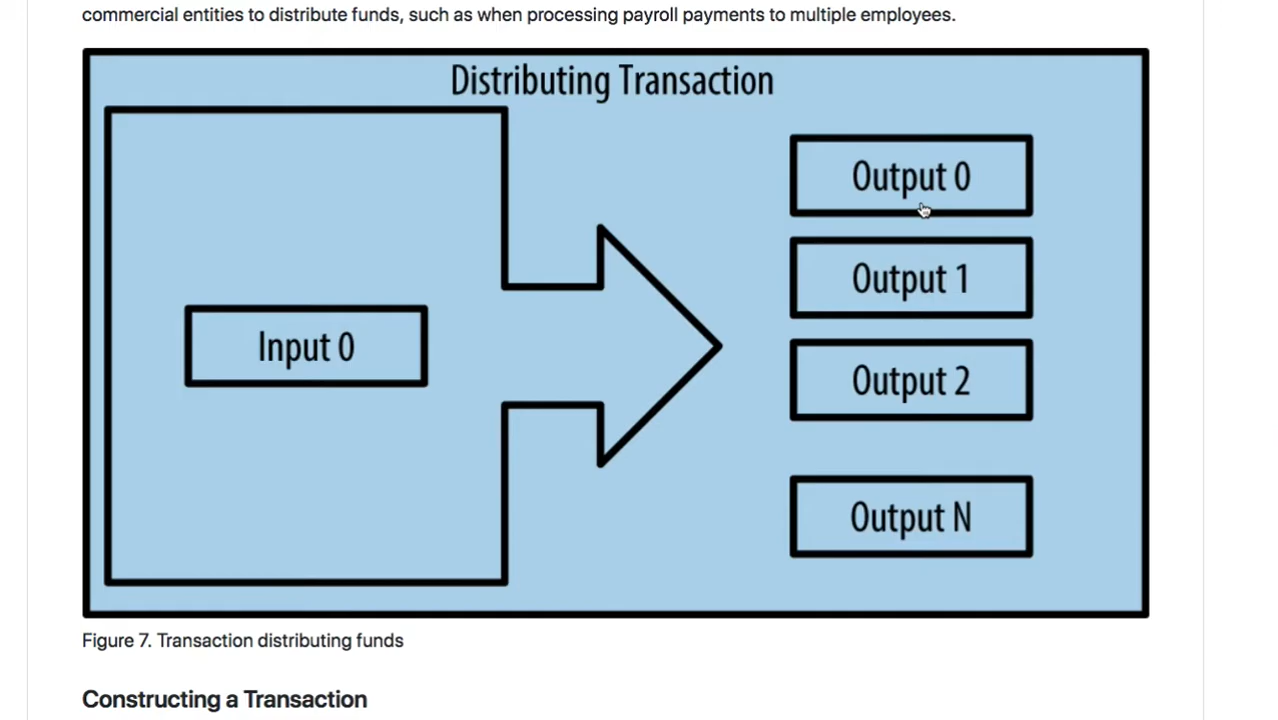 commercial entities to distribute funds, such as when processing payroll payments to multiple employees.
Distributing Transaction
Input 0
Output 0
Output 1
Output 2
Output N
Figure 7. Transaction distributing funds
Constructing a Transaction